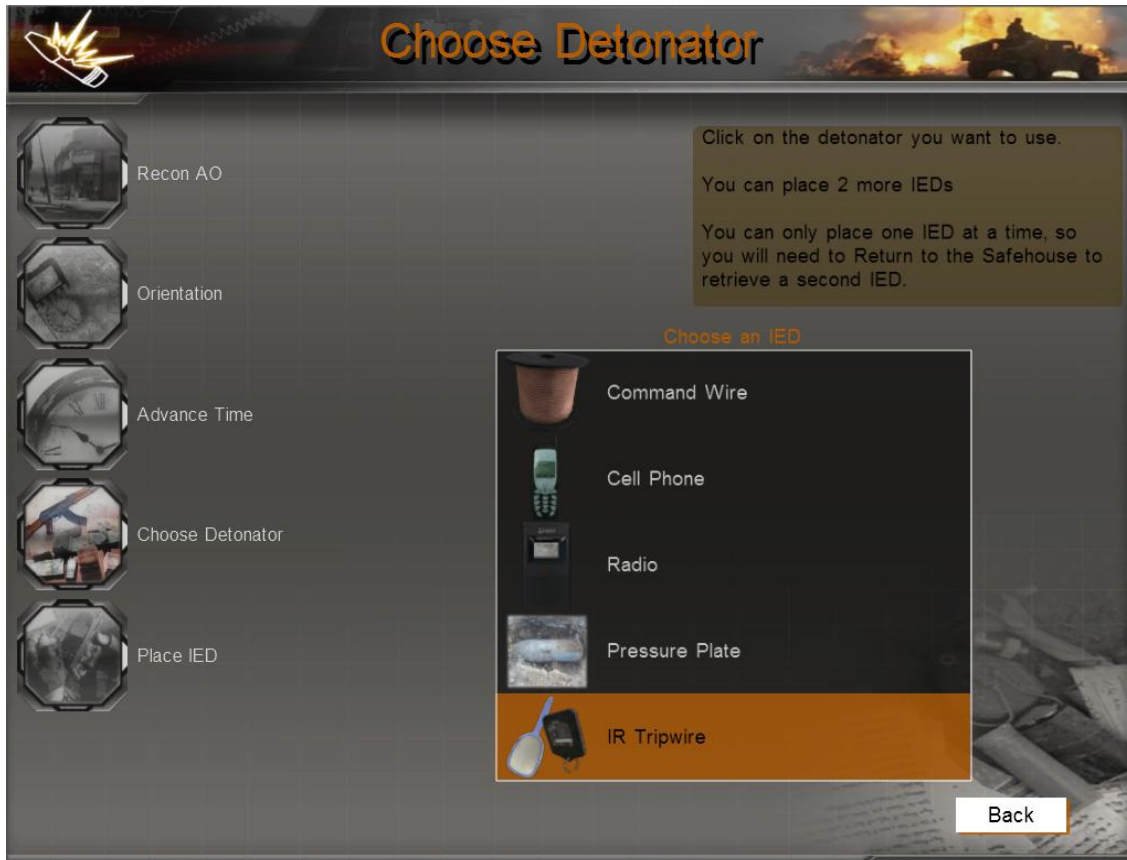 Choose Detonator
Recon AO
Orientation
Advance Time
Choose Detonator
Place IED
Click on the detonator you want to use.
You can place 2 more IEDs
You can only place one IED at a time, so
you will need to Return to the Safehouse to
retrieve a second IED.
Choose an IED
Command Wire
Cell Phone
Radio
Pressure Plate
IR Tripwire
Back